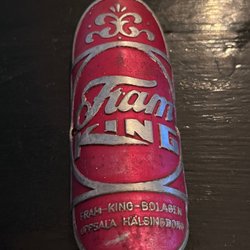 Fram
KING
FRAM-KING-BOLAGEN
UPPSALA HÄLSINGBORG